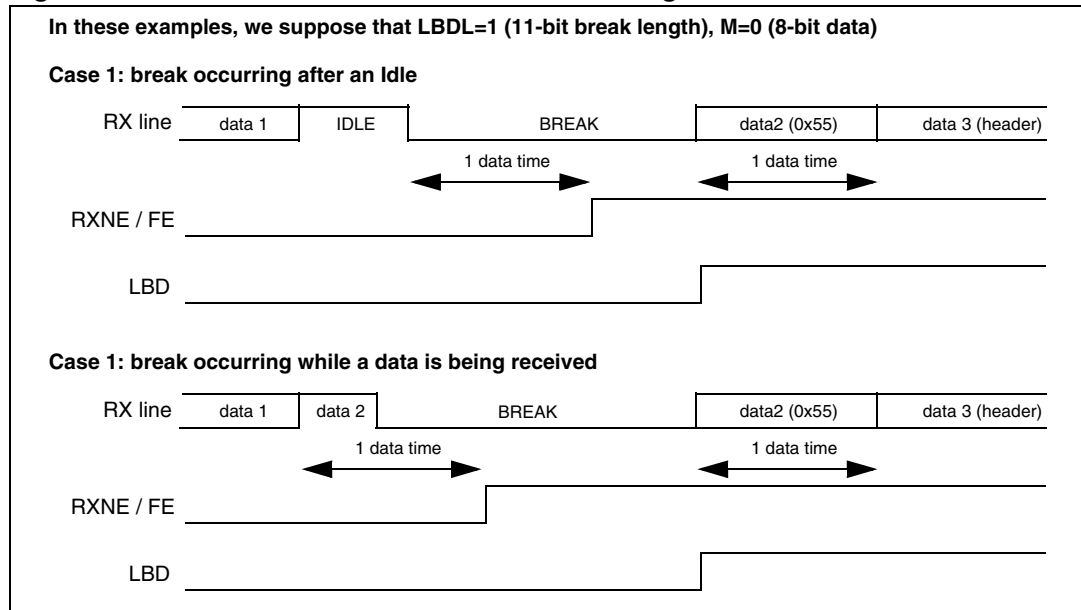 In these examples, we suppose that LBDL=1 (11-bit break length), M=0 (8-bit data)
Case 1: break occurring after an Idle
RX line data 1 IDLE BREAK data2 (0x55) data 3 (header)
1 data time 1 data time
RXNE / FE
LBD
Case 1: break occurring while a data is being received
RX line data 1 data 2 BREAK data2 (0x55) data 3 (header)
1 data time 1 data time
RXNE / FE
LBD